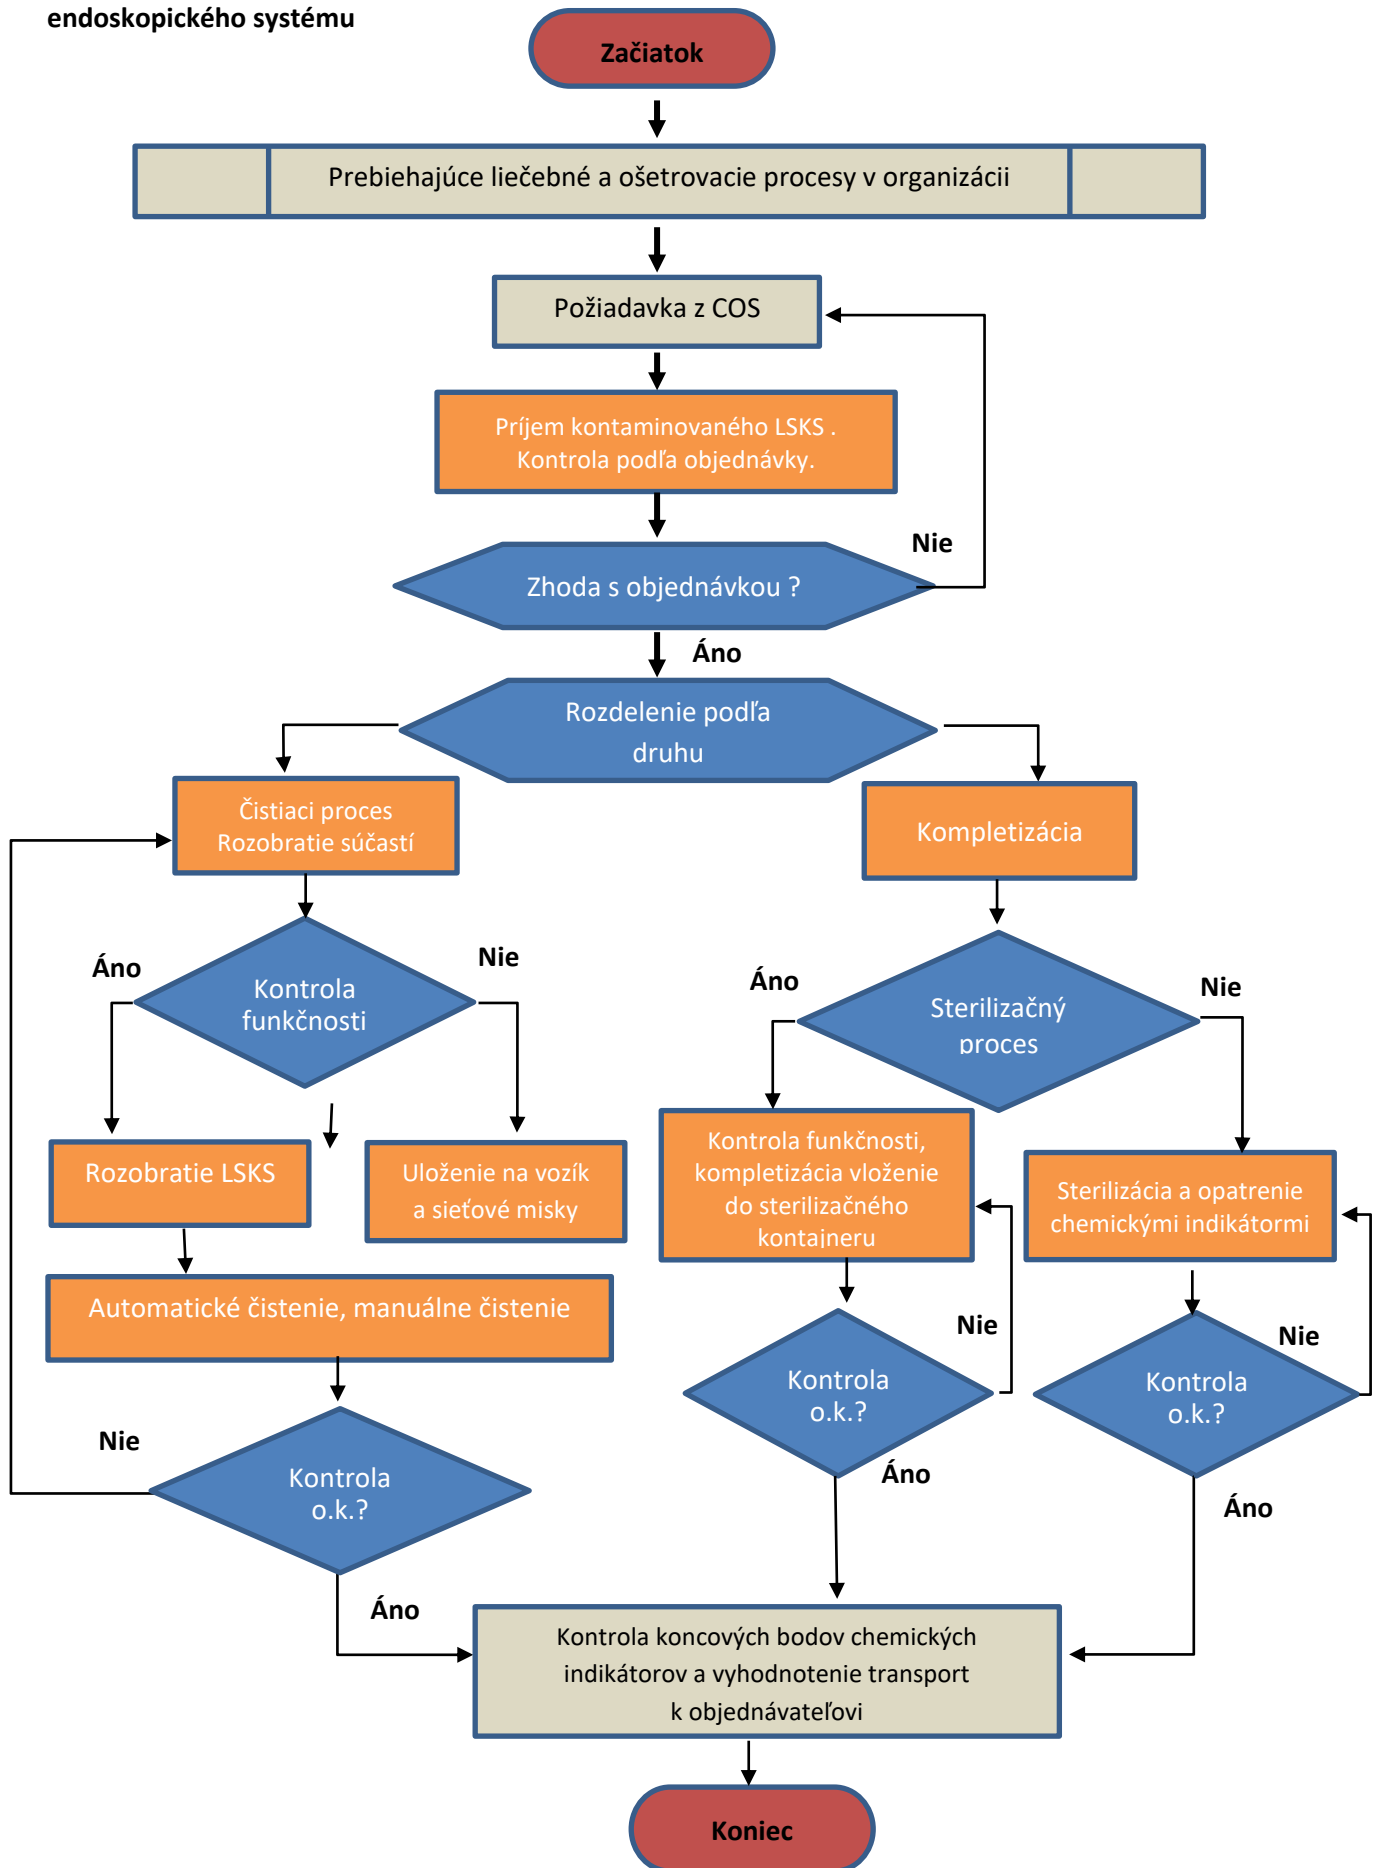 endoskopického systému
Začiatok
Prebiehajúce liečebné a ošetrovacie procesy v organizácii
Požiadavka z COS
Príjem kontaminovaného LSKS .
Kontrola podľa objednávky.
Nie
Zhoda s objednávkou ?
Áno
Rozdelenie podľa
druhu
Čistiaci proces
Rozobratie súčastí
Kompletizácia
Áno
Nie
Kontrola
funkčnosti
Áno
Nie
Sterilizačný
proces
Rozobratie LSKS
Uloženie na vozík
a sieťové misky
Kontrola funkčnosti,
kompletizácia vloženie
do sterilizačného
kontajneru
Sterilizácia a opatrenie
chemickými indikátormi
Automatické čistenie, manuálne čistenie
Nie
Nie
Kontrola
o.k.?
Kontrola
o.k.?
Nie
Kontrola
o.k.?
Áno
Áno
Áno
Kontrola koncových bodov chemických
indikátorov a vyhodnotenie transport
k objednávateľovi
Koniec